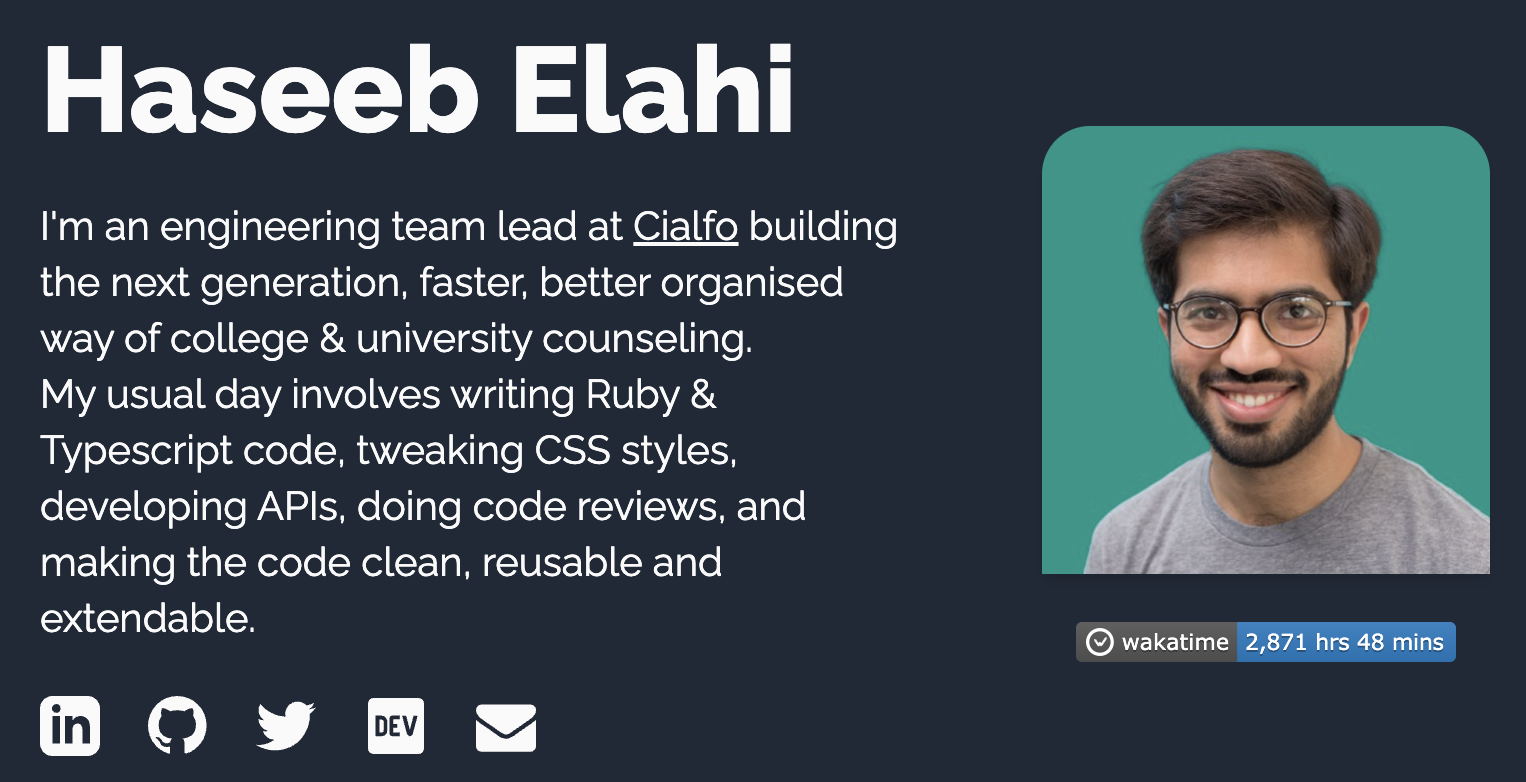 Haseeb Elahi
I'm an engineering team lead at Cialfo building
the next generation, faster, better organised
way of college & university counseling.
My usual day involves writing Ruby &
Typescript code, tweaking CSS styles,
developing APIs, doing code reviews, and
making the code clean, reusable and
extendable.
wakatime 2,871 hrs 48 mins
in
DEV